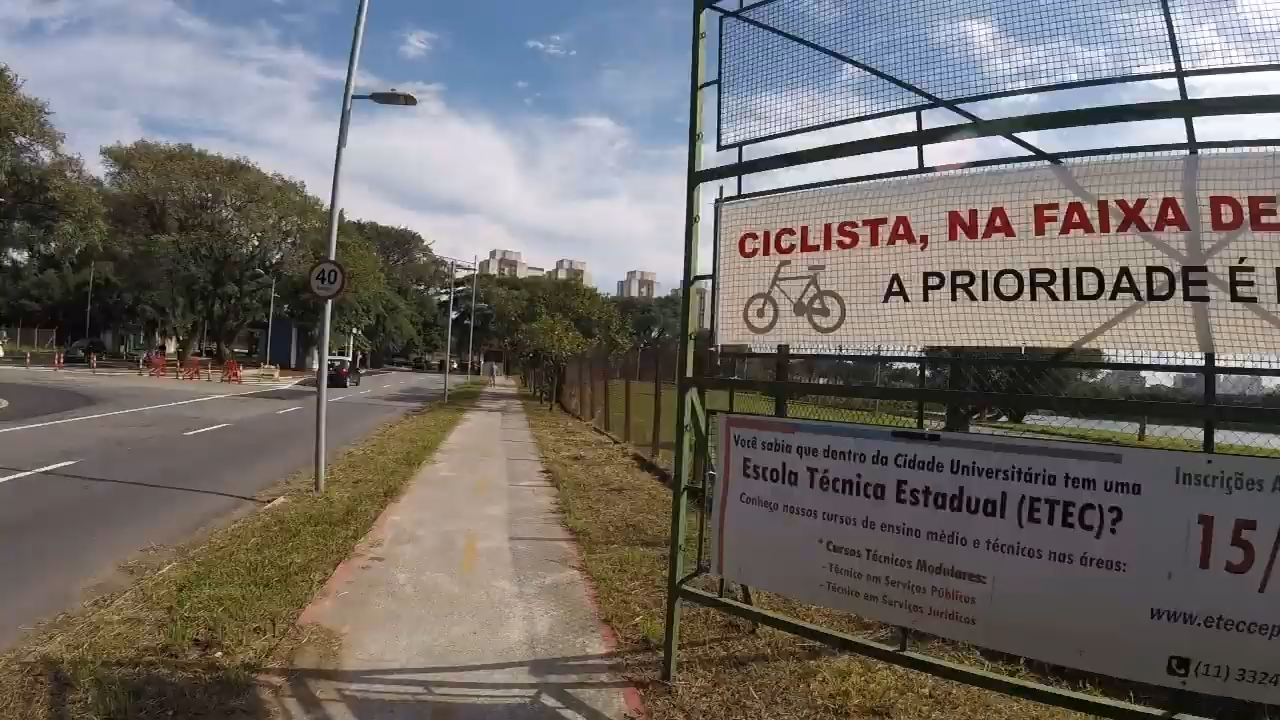 40
CICLISTA, NA FAIXA DE
A PRIORIDADE É
Você sabia que dentro da Cidade Universitária tem uma
Escola Técnica Estadual (ETEC)?
Conheça nossos cursos de ensino médio e técnicos nas áreas:
* Cursos Técnicos Modulares:
- Técnico em Serviços Públicos
- Técnico em Serviços Jurídicos
Inscrições A
15/
www.eteccep
(11) 3324